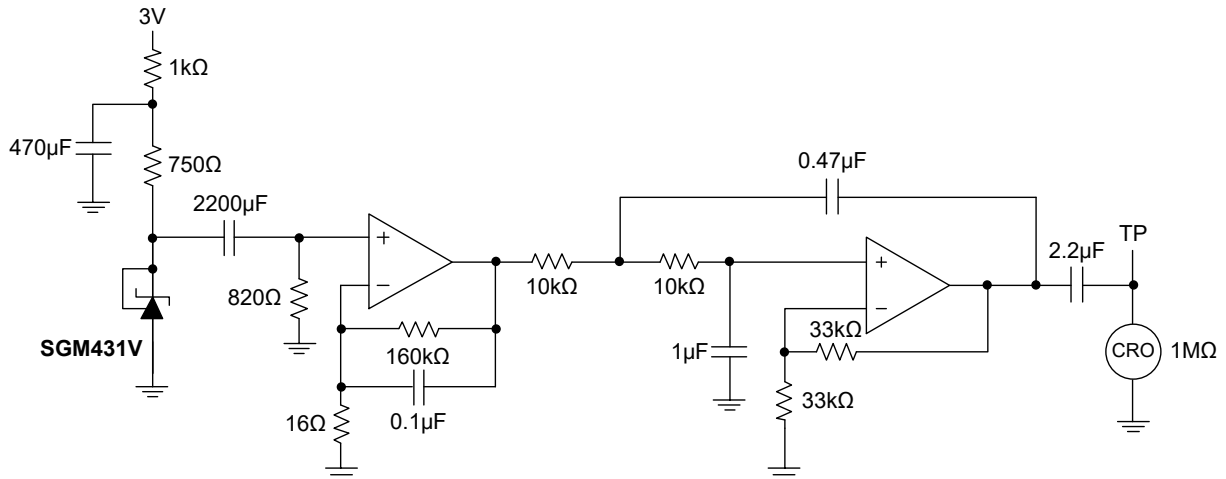 3V
1kΩ
470μF
750Ω
2200μF
820Ω
SGM431V
+
−
160kΩ
0.1μF
16Ω
10kΩ
10kΩ
0.47μF
1μF
+
−
33kΩ
33kΩ
2.2μF
TP
CRO
1MΩ